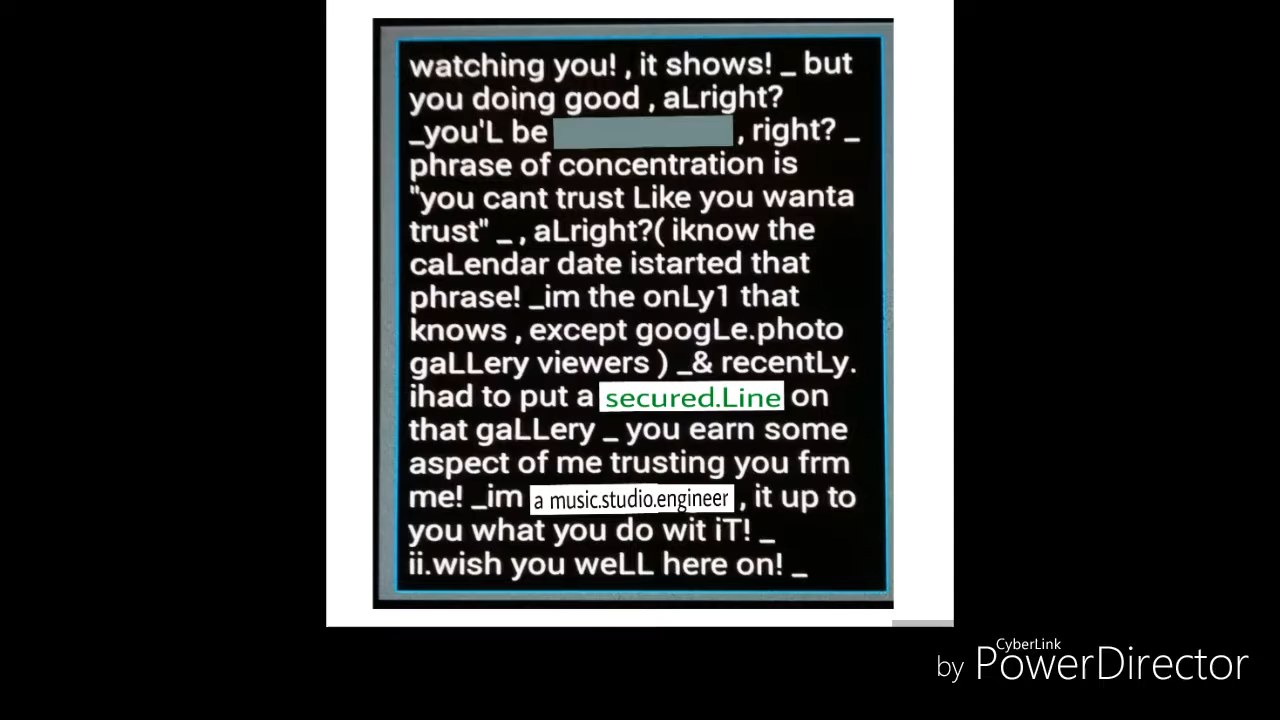 watching you! , it shows! _ but
you doing good , aLright?
_you'L be , right? _
phrase of concentration is
"you cant trust Like you wanta
trust" _ , aLright?( iknow the
caLendar date istarted that
phrase! _im the onLy1 that
knows , except googLe.photo
gaLLery viewers ) _& recentLy.
ihad to put a secured.Line on
that gaLLery _ you earn some
aspect of me trusting you frm
me! _im a music.studio.engineer , it up to
you what you do wit iT! _
ii.wish you weLL here on! _
CyberLink
by PowerDirector